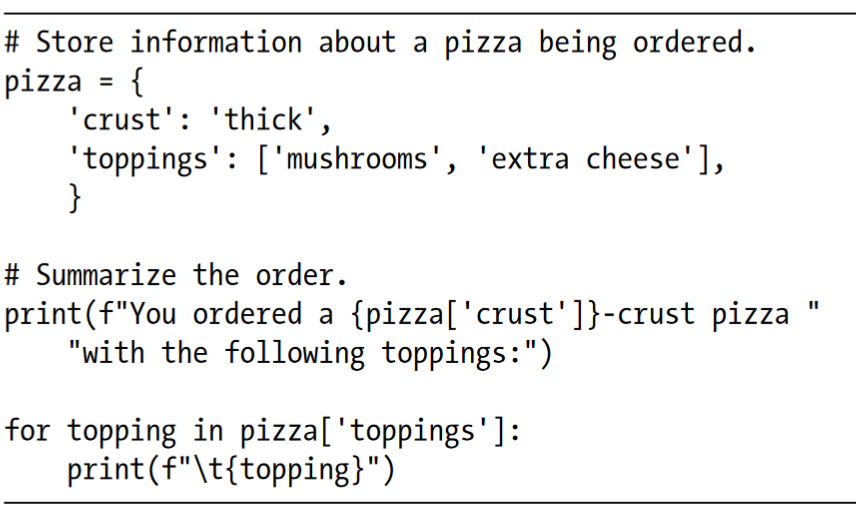 # Store information about a pizza being ordered.
pizza = {
    'crust': 'thick',
    'toppings': ['mushrooms', 'extra cheese'],
    }

# Summarize the order.
print(f"You ordered a {pizza['crust']}-crust pizza "
    "with the following toppings:")

for topping in pizza['toppings']:
    print(f"\t{topping}")